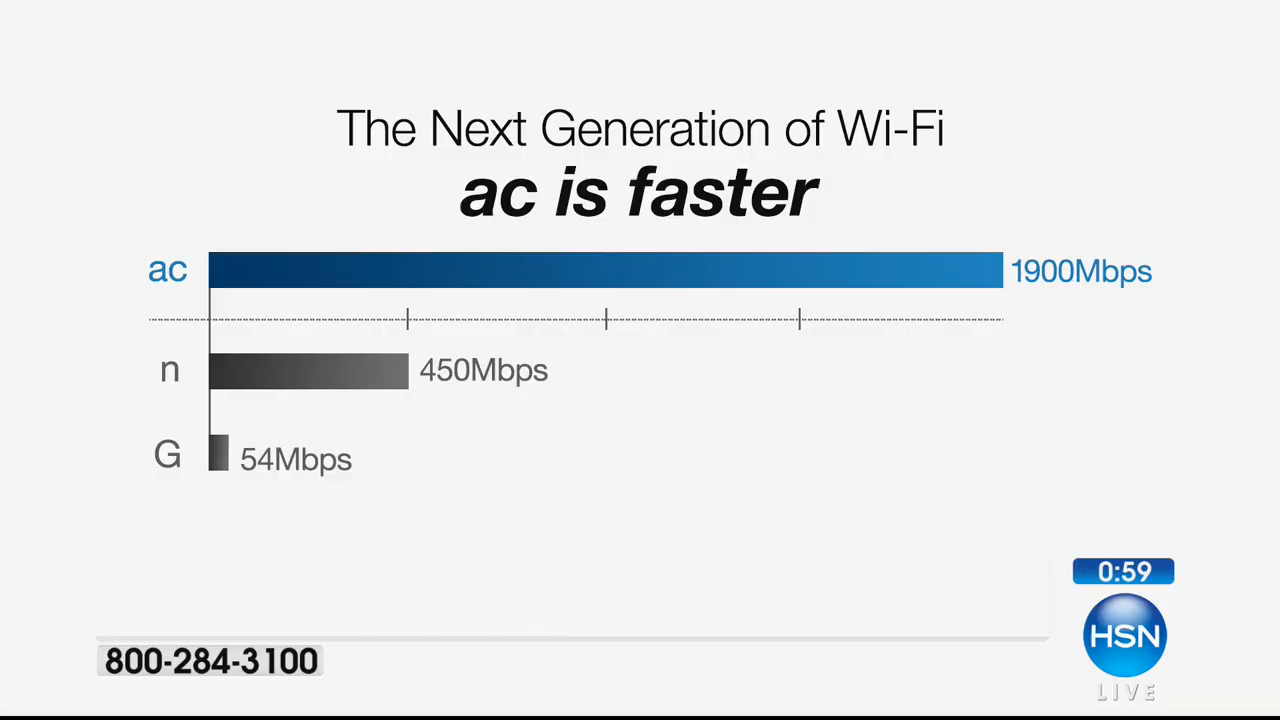 The Next Generation of Wi-Fi
ac is faster
ac 1900Mbps
n 450Mbps
G 54Mbps
0:59
HSN
LIVE
800-284-3100